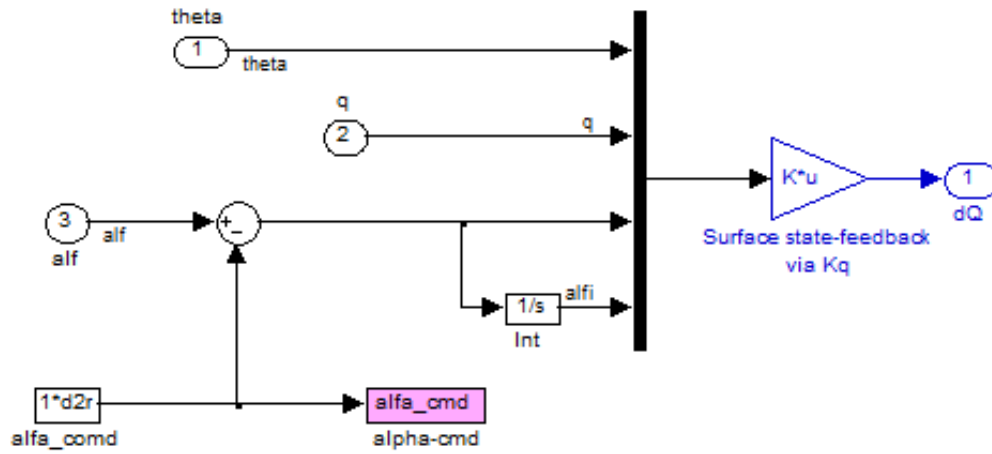 theta
1
theta
q
2
q
3
alf
alf
+
−
1/s
alfi
Int
K*u
Surface state-feedback
via Kq
1
dQ
1*d2r
alfa_comd
alfa_cmd
alpha-cmd